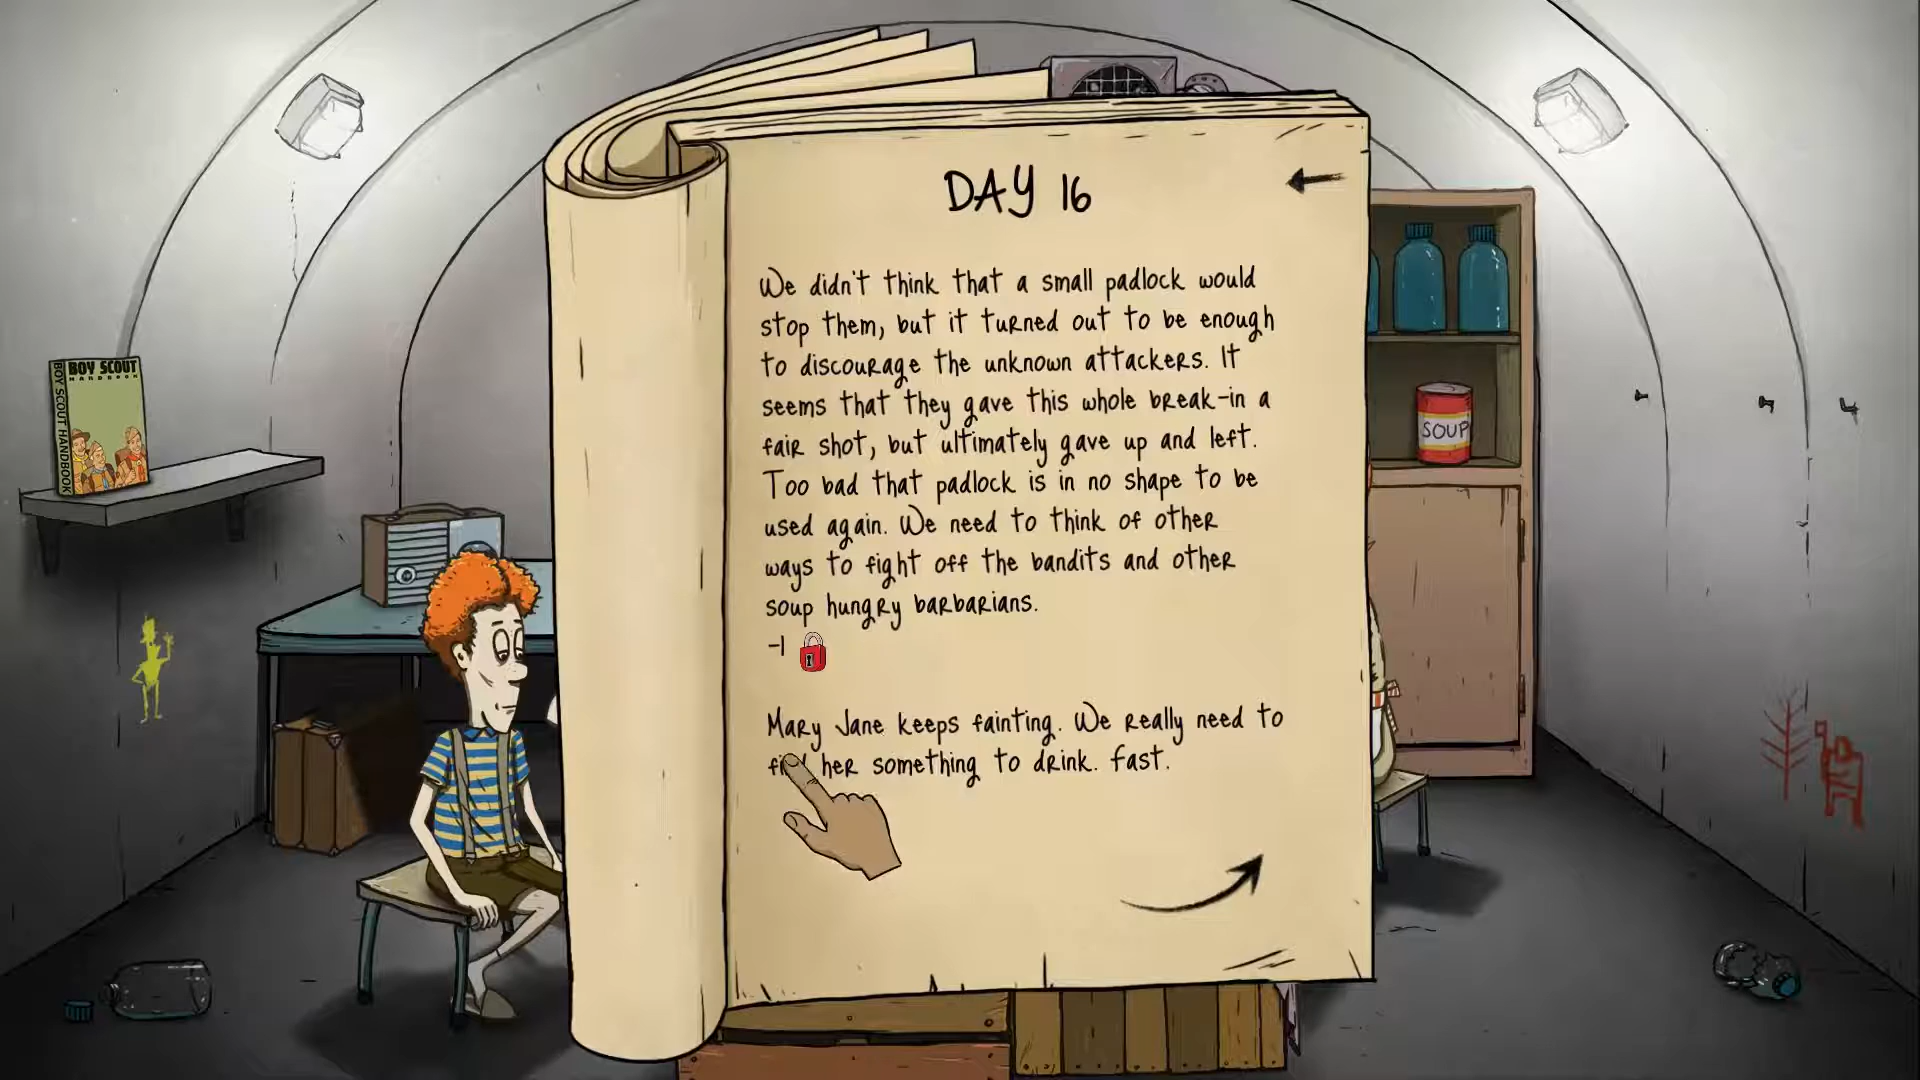 DAY 16
We didn't think that a small padlock would
stop them, but it turned out to be enough
to discourage the unknown attackers. It
seems that they gave this whole break-in a
fair shot, but ultimately gave up and left.
Too bad that padlock is in no shape to be
used again. We need to think of other
ways to fight off the bandits and other
soup hungry barbarians.
-1
Mary Jane keeps fainting. We really need to
find her something to drink. fast.
BOY SCOUT
HANDBOOK
BOY SCOUT HANDBOOK
SOUP